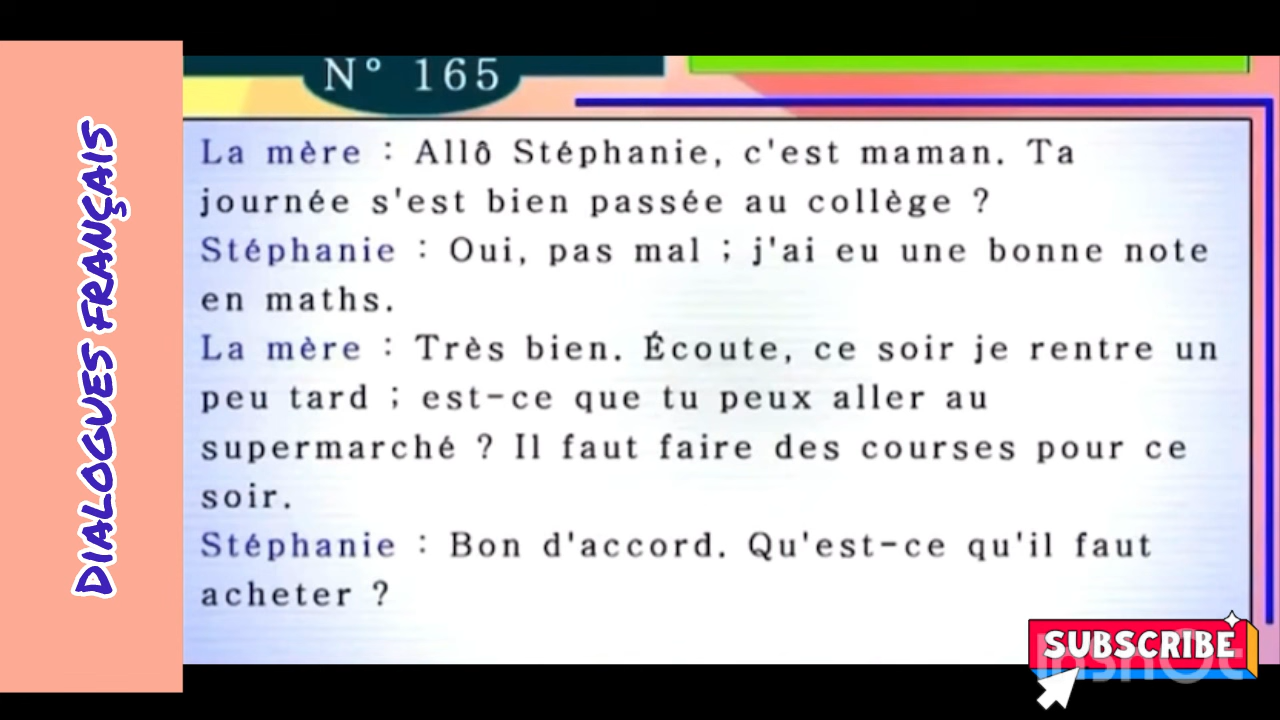 DIALOGUES FRANÇAIS
N° 165
La mère : Allô Stéphanie, c'est maman. Ta
journée s'est bien passée au collège ?
Stéphanie : Oui, pas mal ; j'ai eu une bonne note
en maths.
La mère : Très bien. Écoute, ce soir je rentre un
peu tard ; est-ce que tu peux aller au
supermarché ? Il faut faire des courses pour ce
soir.
Stéphanie : Bon d'accord. Qu'est-ce qu'il faut
acheter ?
SUBSCRIBE